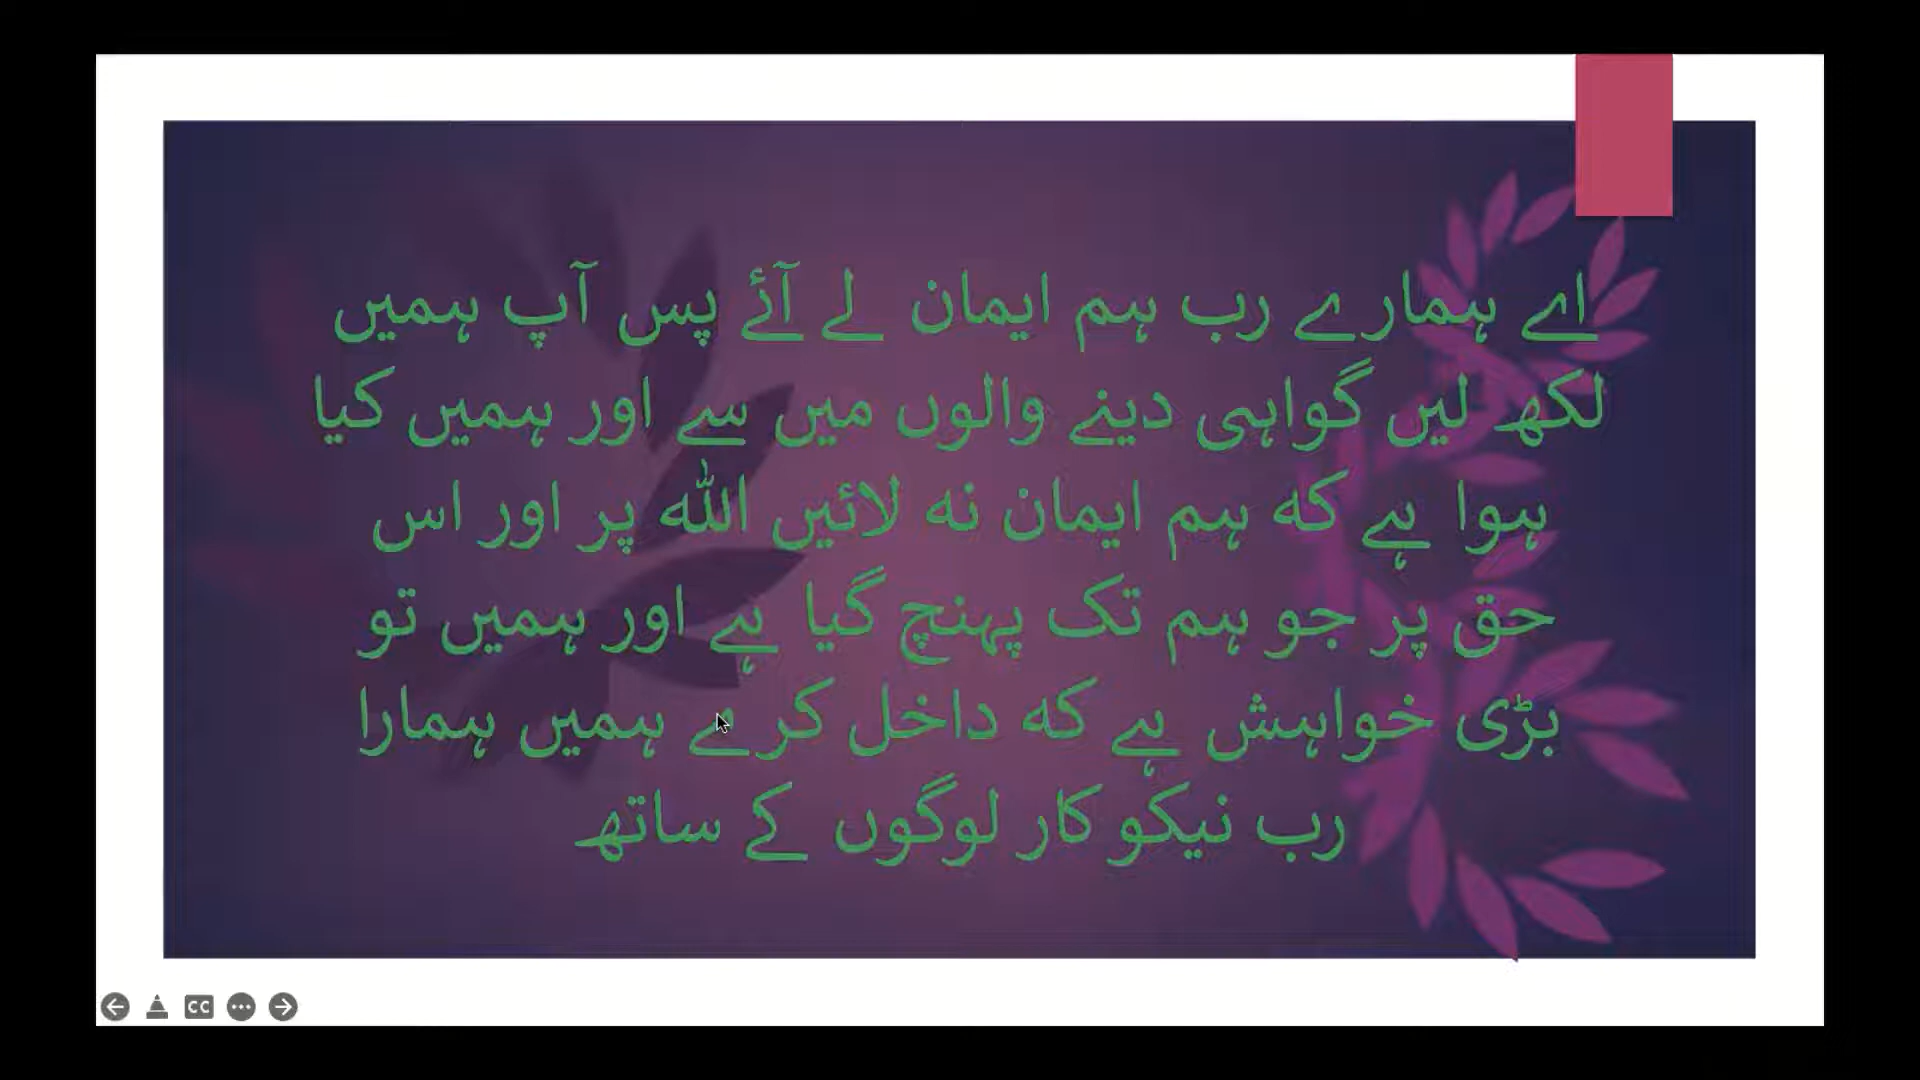 اے ہمارے رب ہم ایمان لے آئے پس آپ ہمیں
لکھ لیں گواہی دینے والوں میں سے اور ہمیں کیا
ہوا ہے کہ ہم ایمان نہ لائیں اللہ پر اور اس
حق پر جو ہم تک پہنچ گیا ہے اور ہمیں تو
بڑی خواہش ہے کہ داخل کرے ہمیں ہمارا
رب نیکو کار لوگوں کے ساتھ
CC